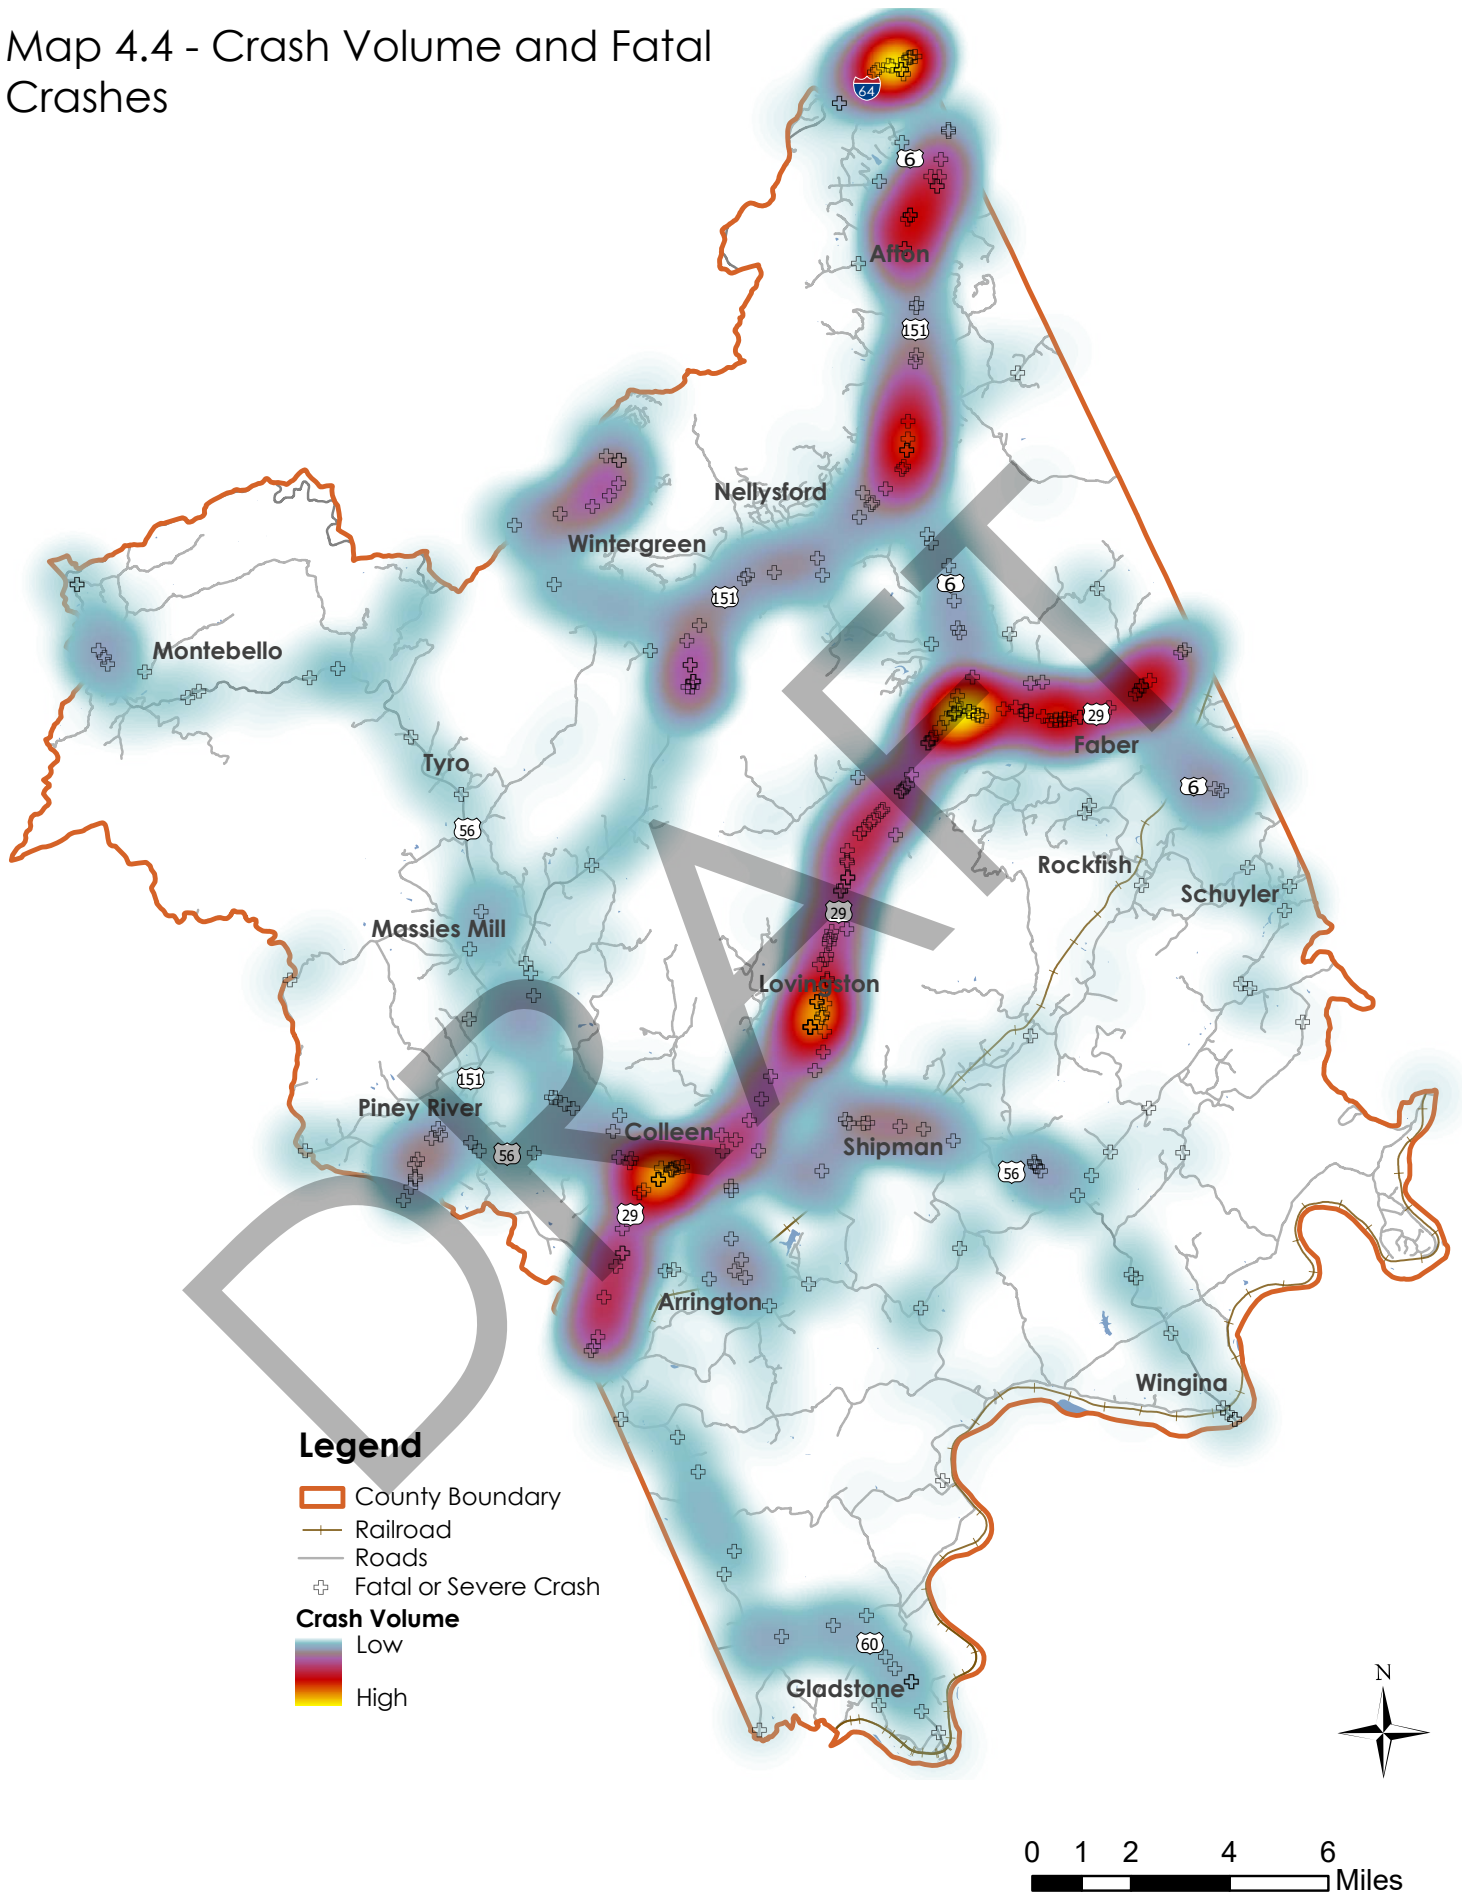 Map 4.4 - Crash Volume and Fatal
Crashes
64
6
Afton
151
Nellysford
Wintergreen
151
6
Montebello
29
Faber
Tyro
6
56
Rockfish
Schuyler
29
Massies Mill
Lovingston
151
Piney River
Colleen
Shipman
56
56
29
Arrington
Wingina
DRAFT
Legend
County Boundary
Railroad
Roads
Fatal or Severe Crash
Crash Volume
Low
High
60
Gladstone
N
0 1 2 4 6
Miles